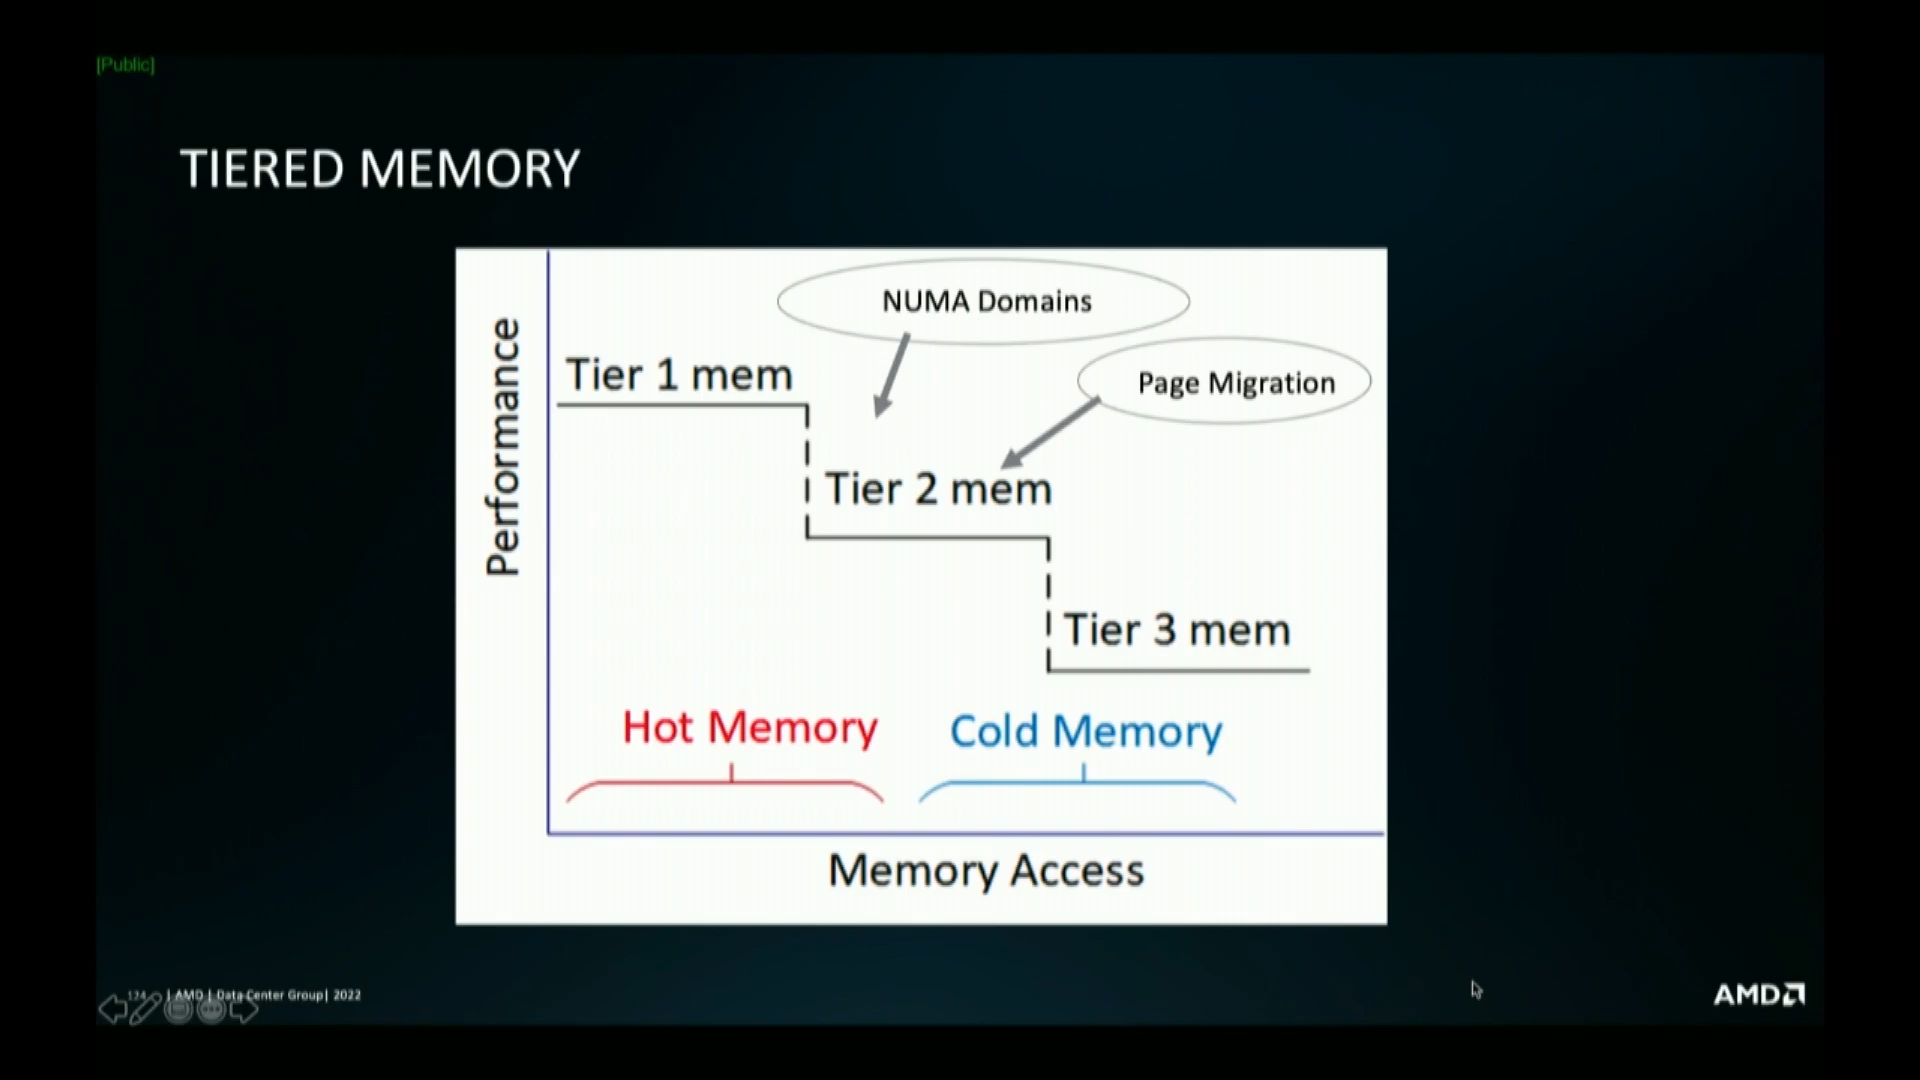 [Public]
TIERED MEMORY
NUMA Domains
Page Migration
Performance
Tier 1 mem
Tier 2 mem
Tier 3 mem
Hot Memory
Cold Memory
Memory Access
| AMD | Data Center Group| 2022
AMD